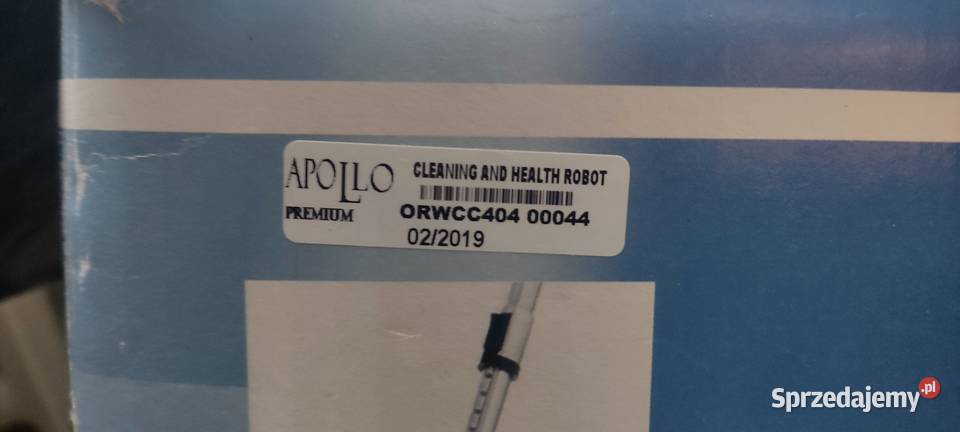 APOLLO
PREMIUM
CLEANING AND HEALTH ROBOT
ORWCC404 00044
02/2019
Sprzedajemy.pl